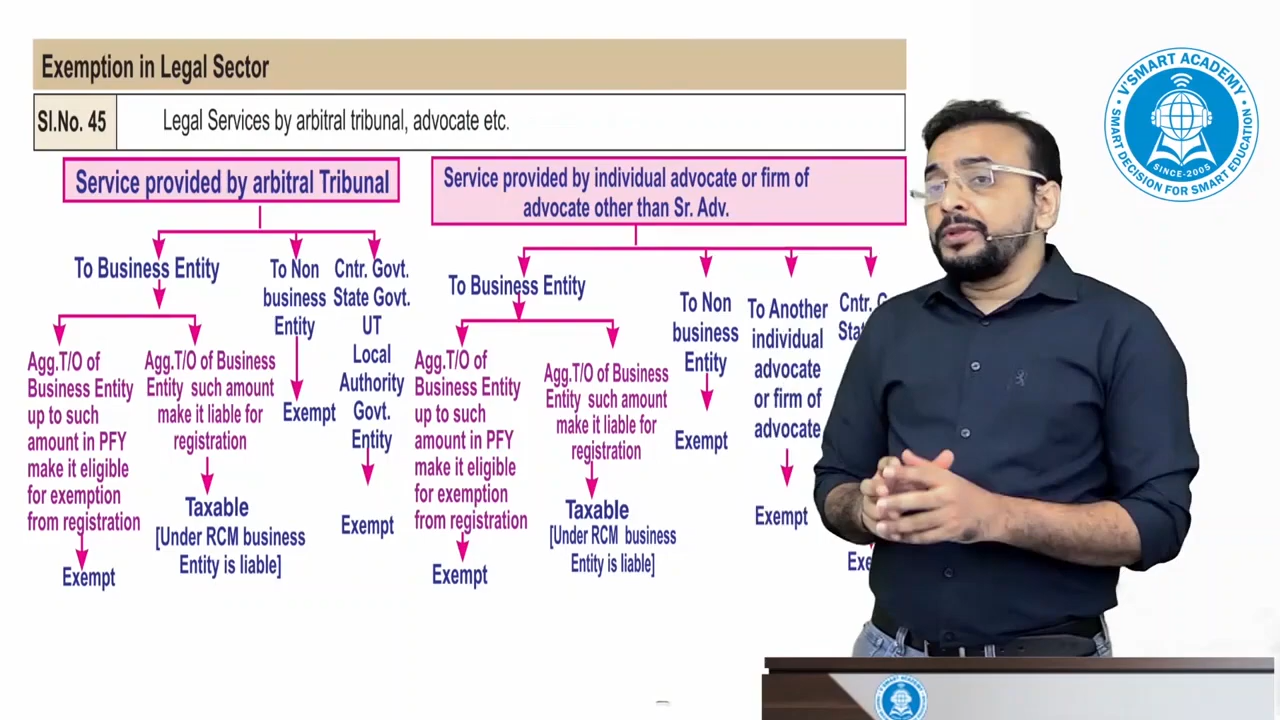 Exemption in Legal Sector
Sl.No. 45
Legal Services by arbitral tribunal, advocate etc.
Service provided by arbitral Tribunal
To Business Entity
Agg.T/O of
Business Entity
up to such
amount in PFY
make it eligible
for exemption
from registration
Exempt
Agg.T/O of Business
Entity such amount
make it liable for
registration
Taxable
[Under RCM business
Entity is liable]
To Non
business
Entity
Exempt
Cntr. Govt.
State Govt.
UT
Local
Authority
Govt.
Entity
Exempt
Service provided by individual advocate or firm of
advocate other than Sr. Adv.
To Business Entity
Agg.T/O of
Business Entity
up to such
amount in PFY
make it eligible
for exemption
from registration
Exempt
Agg.T/O of Business
Entity such amount
make it liable for
registration
Taxable
[Under RCM business
Entity is liable]
To Non
business
Entity
Exempt
To Another
individual
advocate
or firm of
advocate
Exempt
Cntr.
V'SMART ACADEMY
SINCE-2005
SMART DECISION FOR SMART EDUCATION